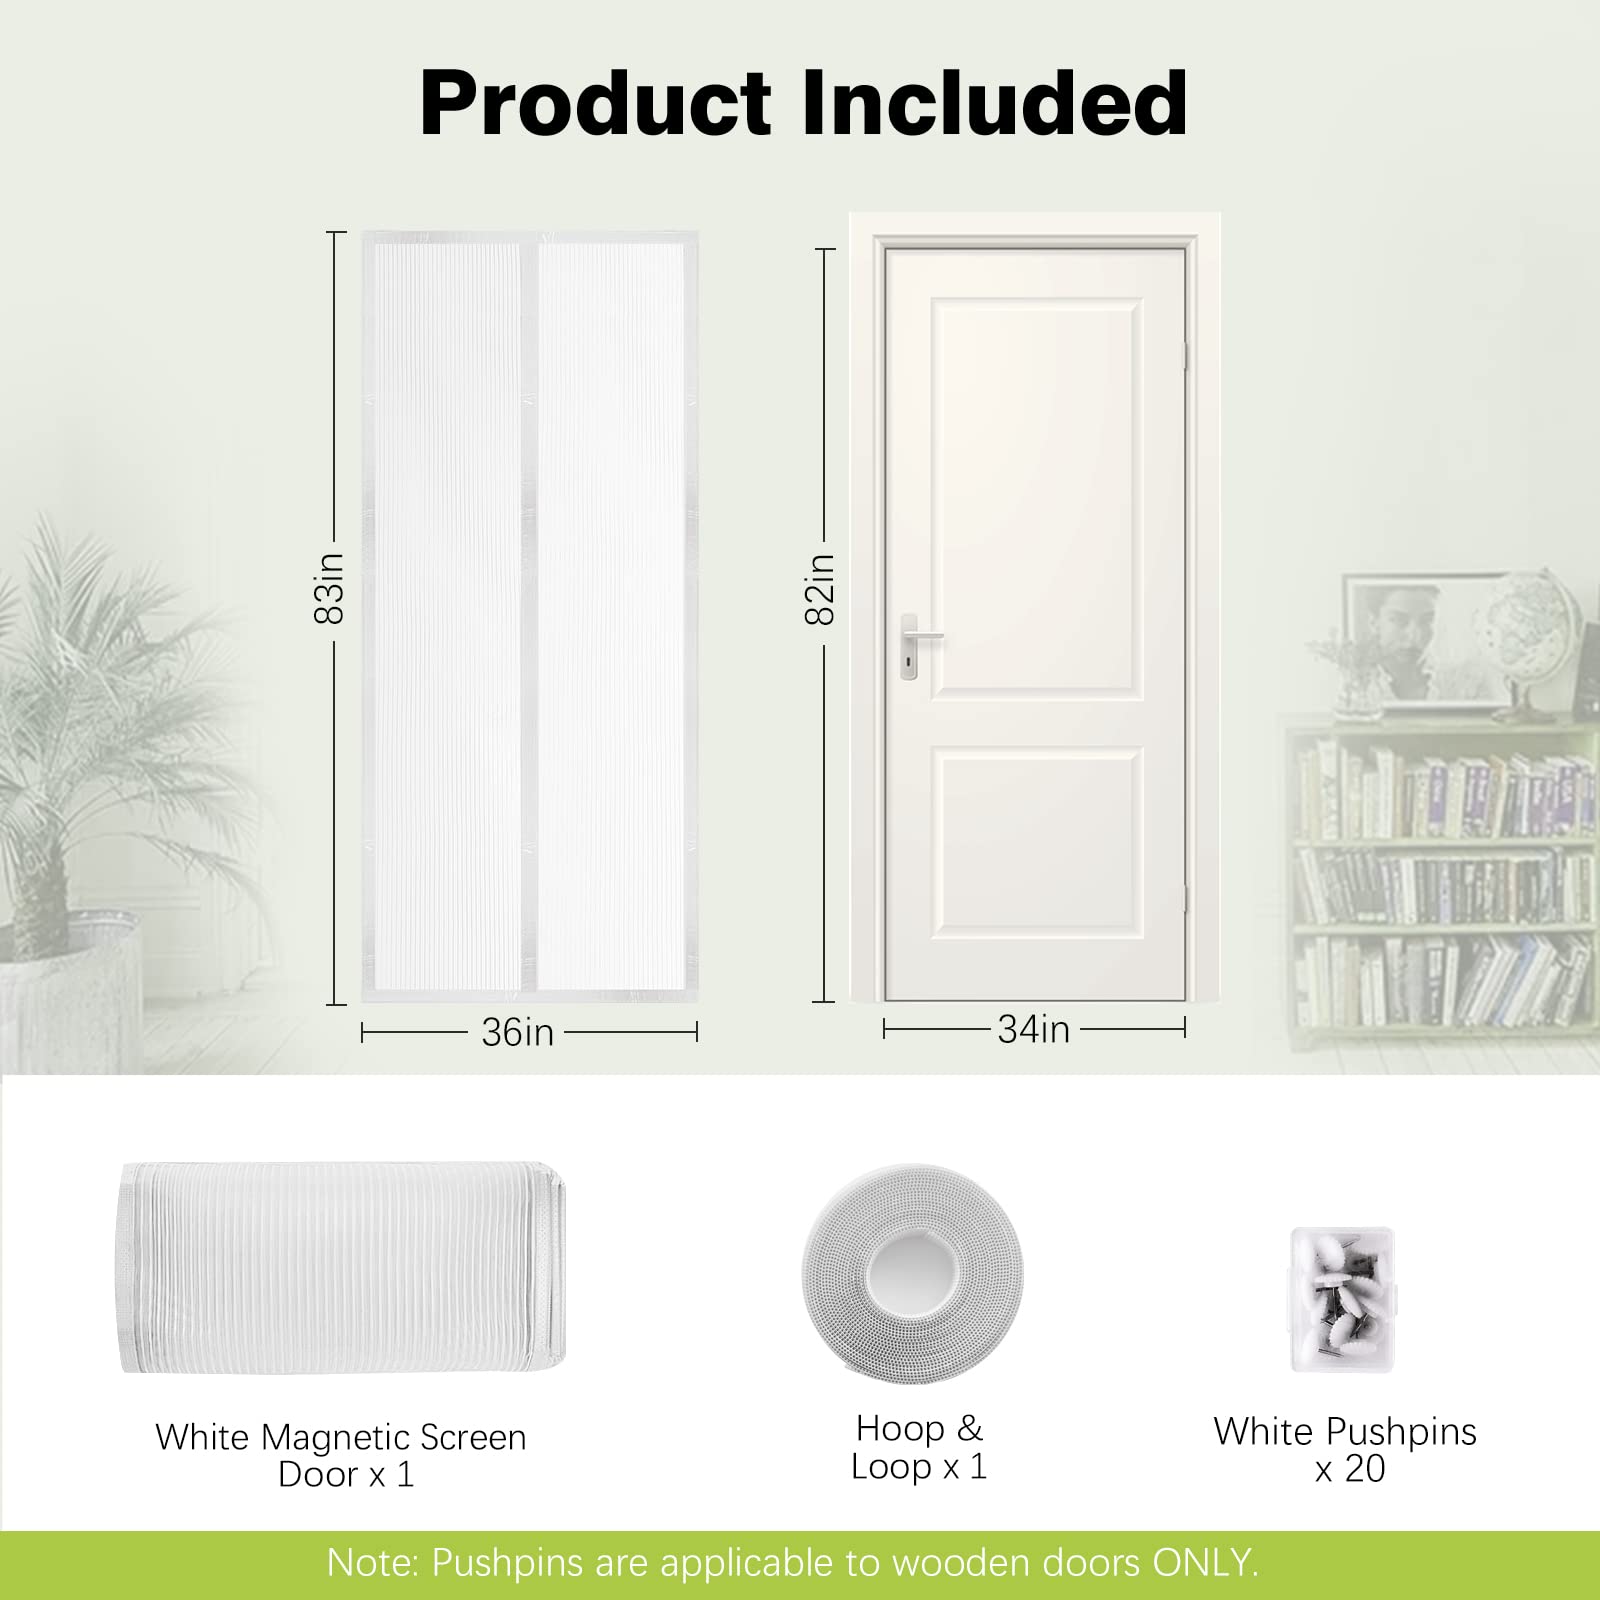 Product Included
83in
82in
36in
34in
White Magnetic Screen
Door x 1
Hoop &
Loop x 1
White Pushpins
x 20
Note: Pushpins are applicable to wooden doors ONLY.